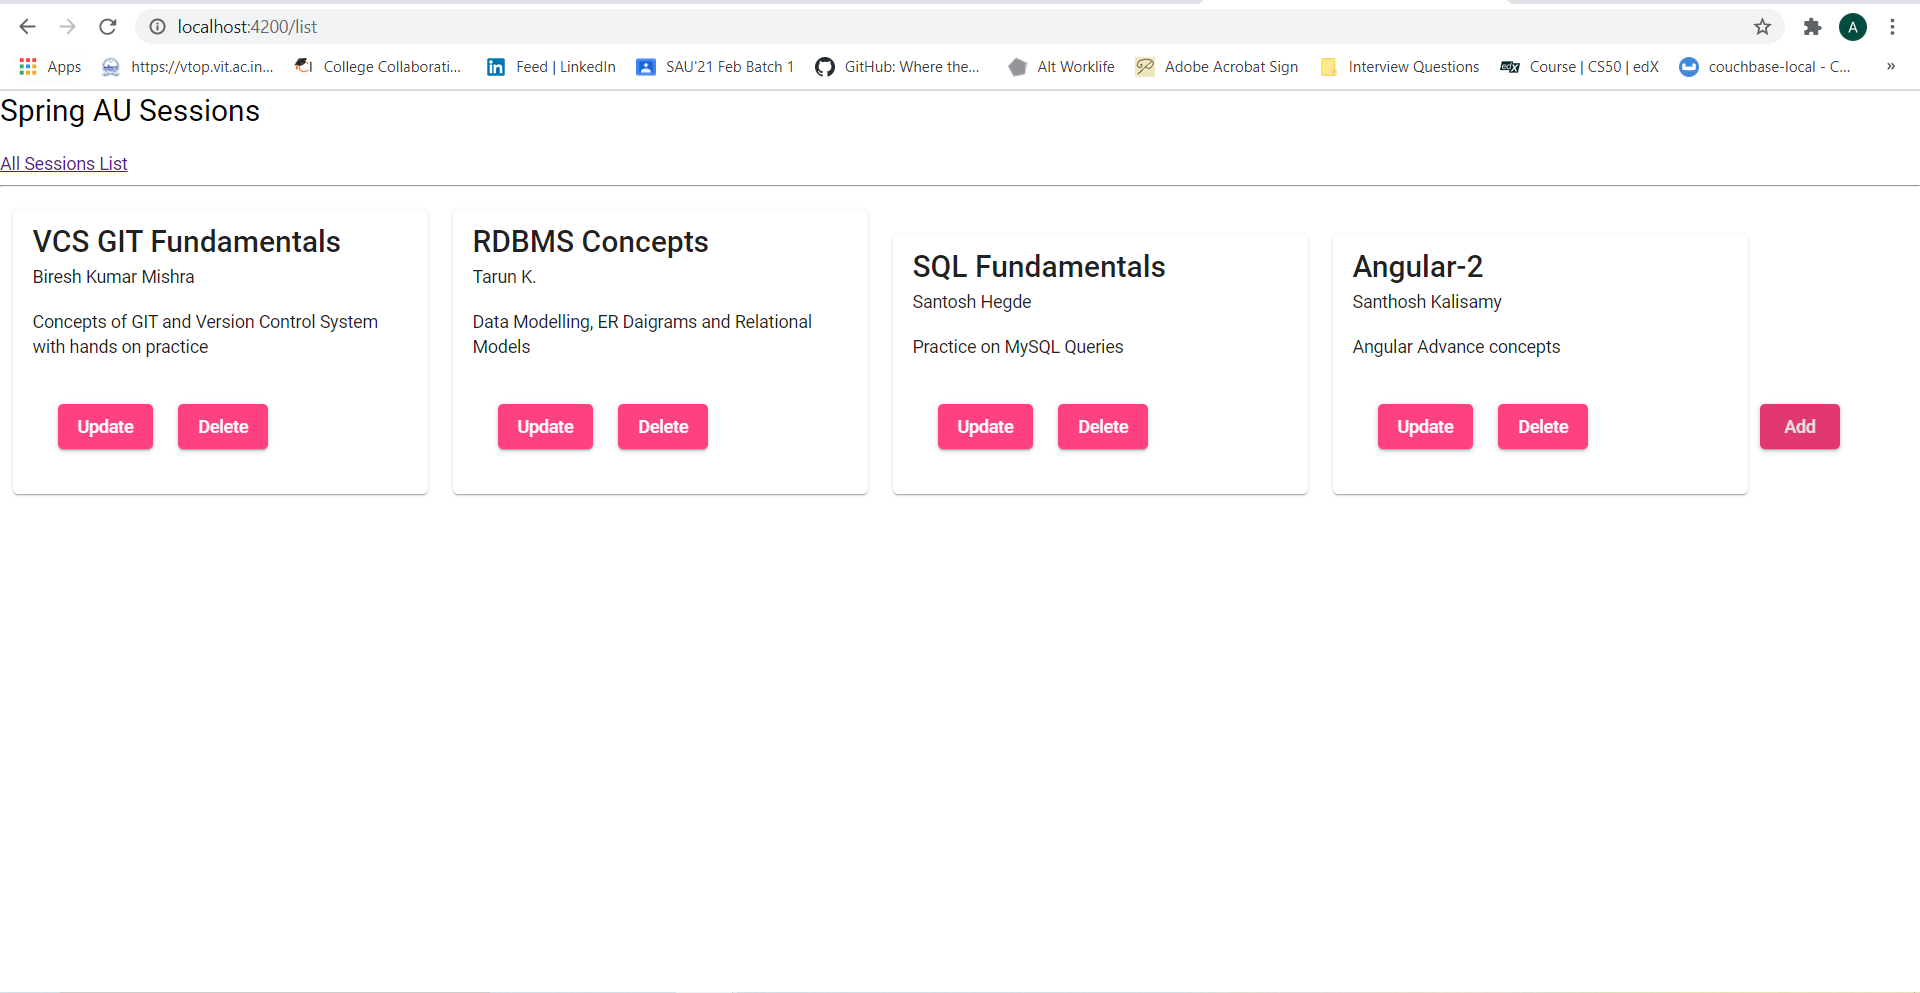 localhost:4200/list
A
Apps
https://vtop.vit.ac.in...
CI College Collaborati...
in Feed | LinkedIn
SAU'21 Feb Batch 1
GitHub: Where the...
Alt Worklife
Adobe Acrobat Sign
Interview Questions
edX Course | CS50 | edX
couchbase-local - C...
»
Spring AU Sessions
All Sessions List
VCS GIT Fundamentals
Biresh Kumar Mishra
Concepts of GIT and Version Control System
with hands on practice
Update Delete
RDBMS Concepts
Tarun K.
Data Modelling, ER Daigrams and Relational
Models
Update Delete
SQL Fundamentals
Santosh Hegde
Practice on MySQL Queries
Update Delete
Angular-2
Santhosh Kalisamy
Angular Advance concepts
Update Delete
Add